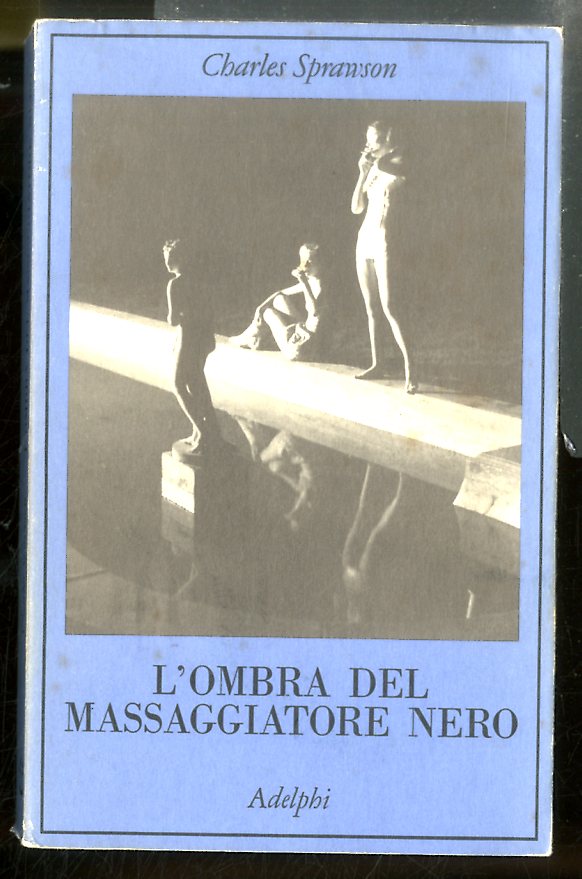 Charles Sprawson
L'OMBRA DEL
MASSAGGIATORE NERO
Adelphi